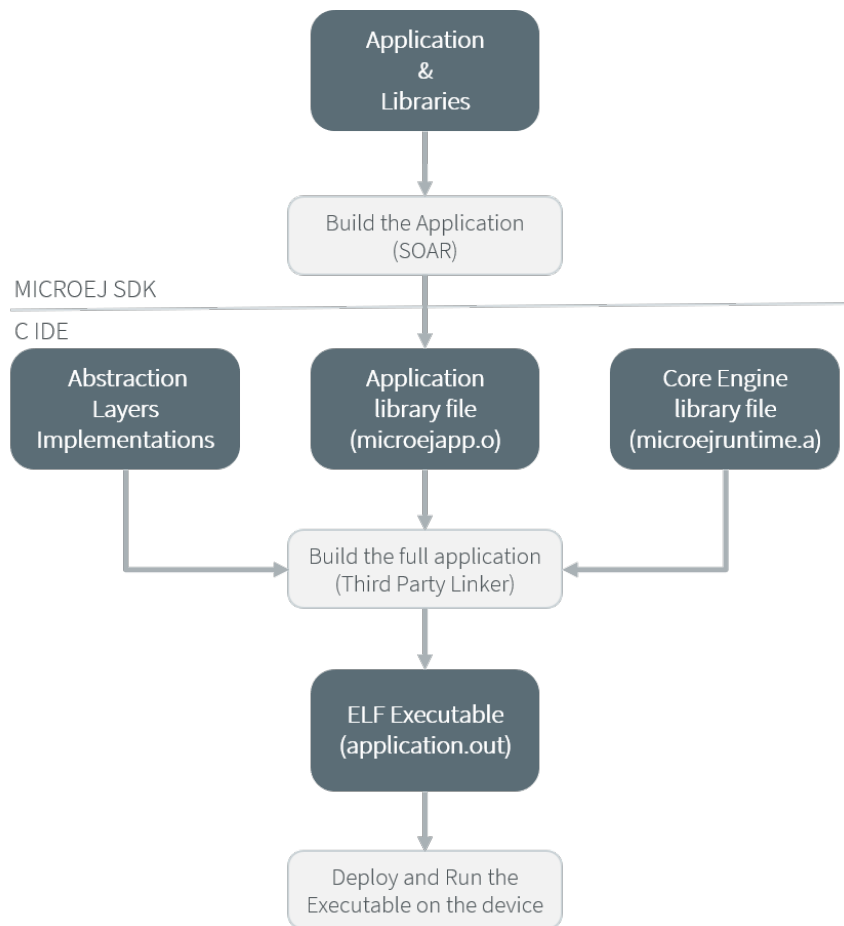 Application
&
Libraries
Build the Application
(SOAR)
MICROEJ SDK
C IDE
Abstraction
Layers
Implementations
Application
library file
(microejapp.o)
Core Engine
library file
(microejruntime.a)
Build the full application
(Third Party Linker)
ELF Executable
(application.out)
Deploy and Run the
Executable on the device